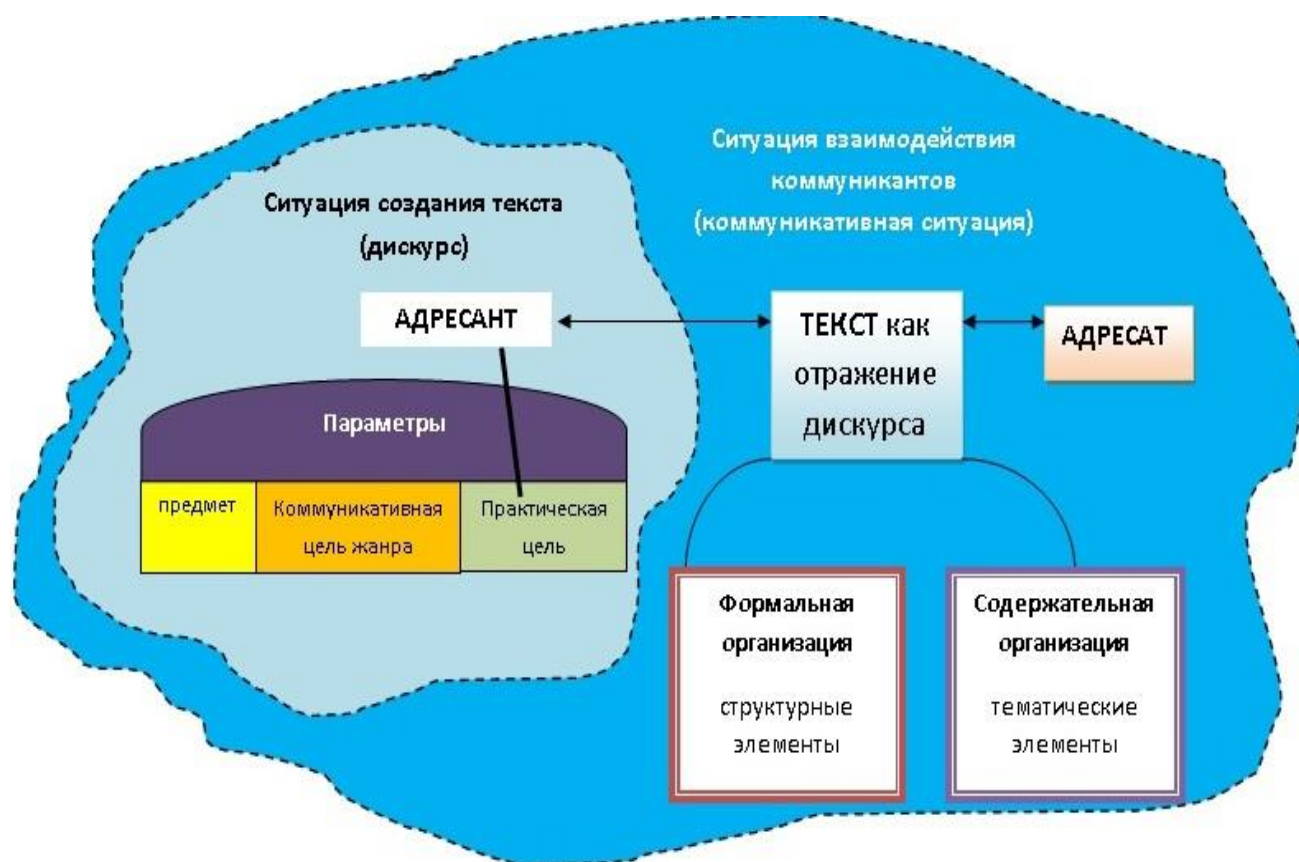 Ситуация создания текста
(дискурс)
Ситуация взаимодействия
коммуникантов
(коммуникативная ситуация)
АДРЕСАНТ
ТЕКСТ как
отражение
дискурса
АДРЕСАТ
Параметры
предмет
Коммуникативная
цель жанра
Практическая
цель
Формальная
организация
структурные
элементы
Содержательная
организация
тематические
элементы